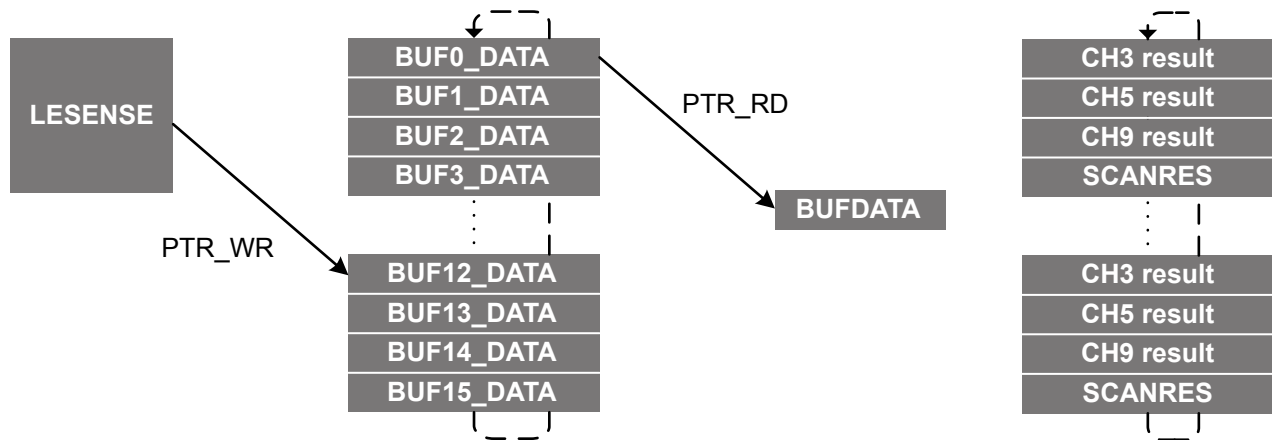 LESENSE
PTR_WR
BUF0_DATA
BUF1_DATA
BUF2_DATA
BUF3_DATA
BUF12_DATA
BUF13_DATA
BUF14_DATA
BUF15_DATA
PTR_RD
BUFDATA
CH3 result
CH5 result
CH9 result
SCANRES
CH3 result
CH5 result
CH9 result
SCANRES